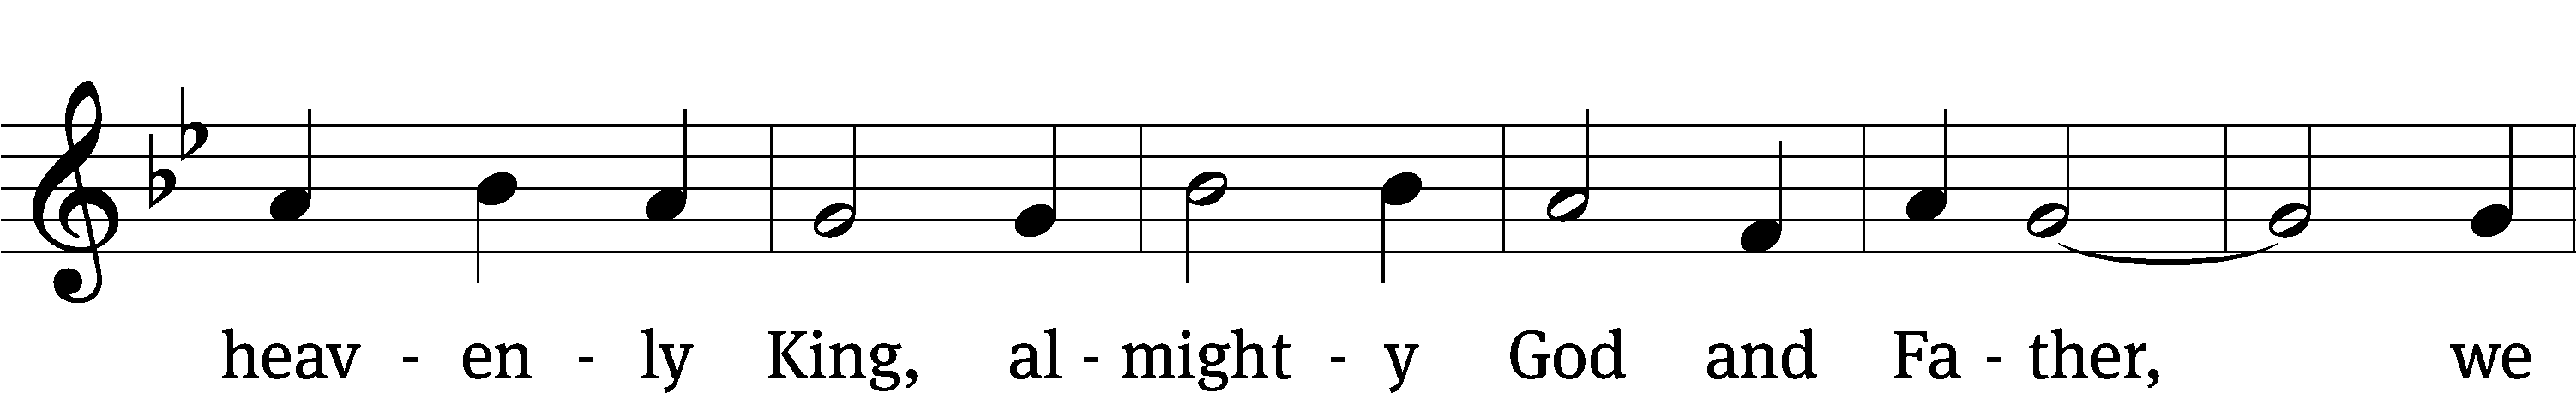 heav - en - ly King, al - might - y God and Fa - ther, we